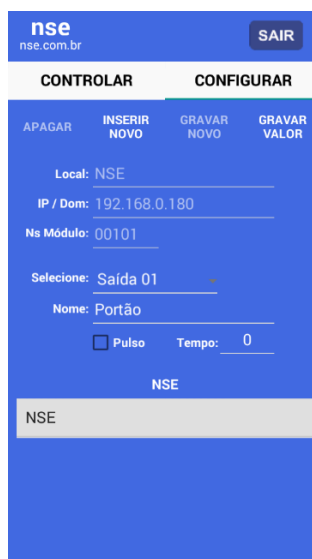 nse
nse.com.br
SAIR
CONTROLAR CONFIGURAR
APAGAR INSERIR NOVO GRAVAR NOVO GRAVAR VALOR
Local: NSE
IP / Dom: 192.168.0.180
Ns Módulo: 00101
Selecione: Saída 01
Nome: Portão
Pulso Tempo: 0
NSE
NSE